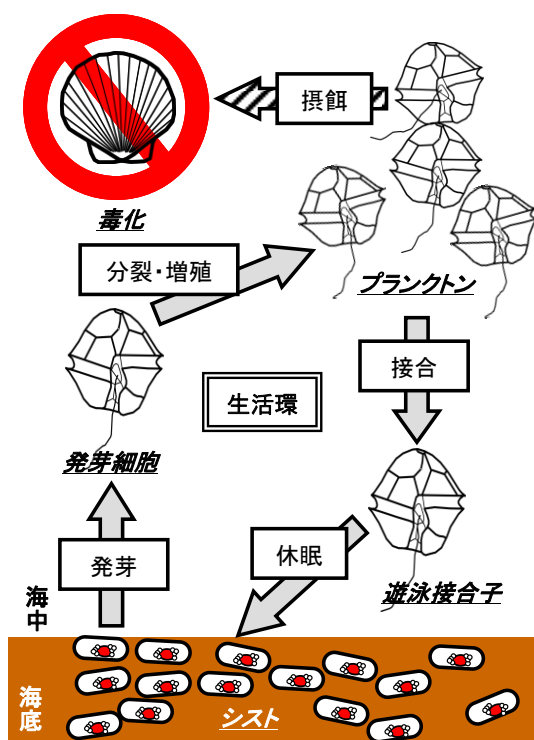 摂餌
毒化
分裂・増殖
プランクトン
接合
生活環
発芽細胞
発芽
休眠
遊泳接合子
海中
海底
シスト